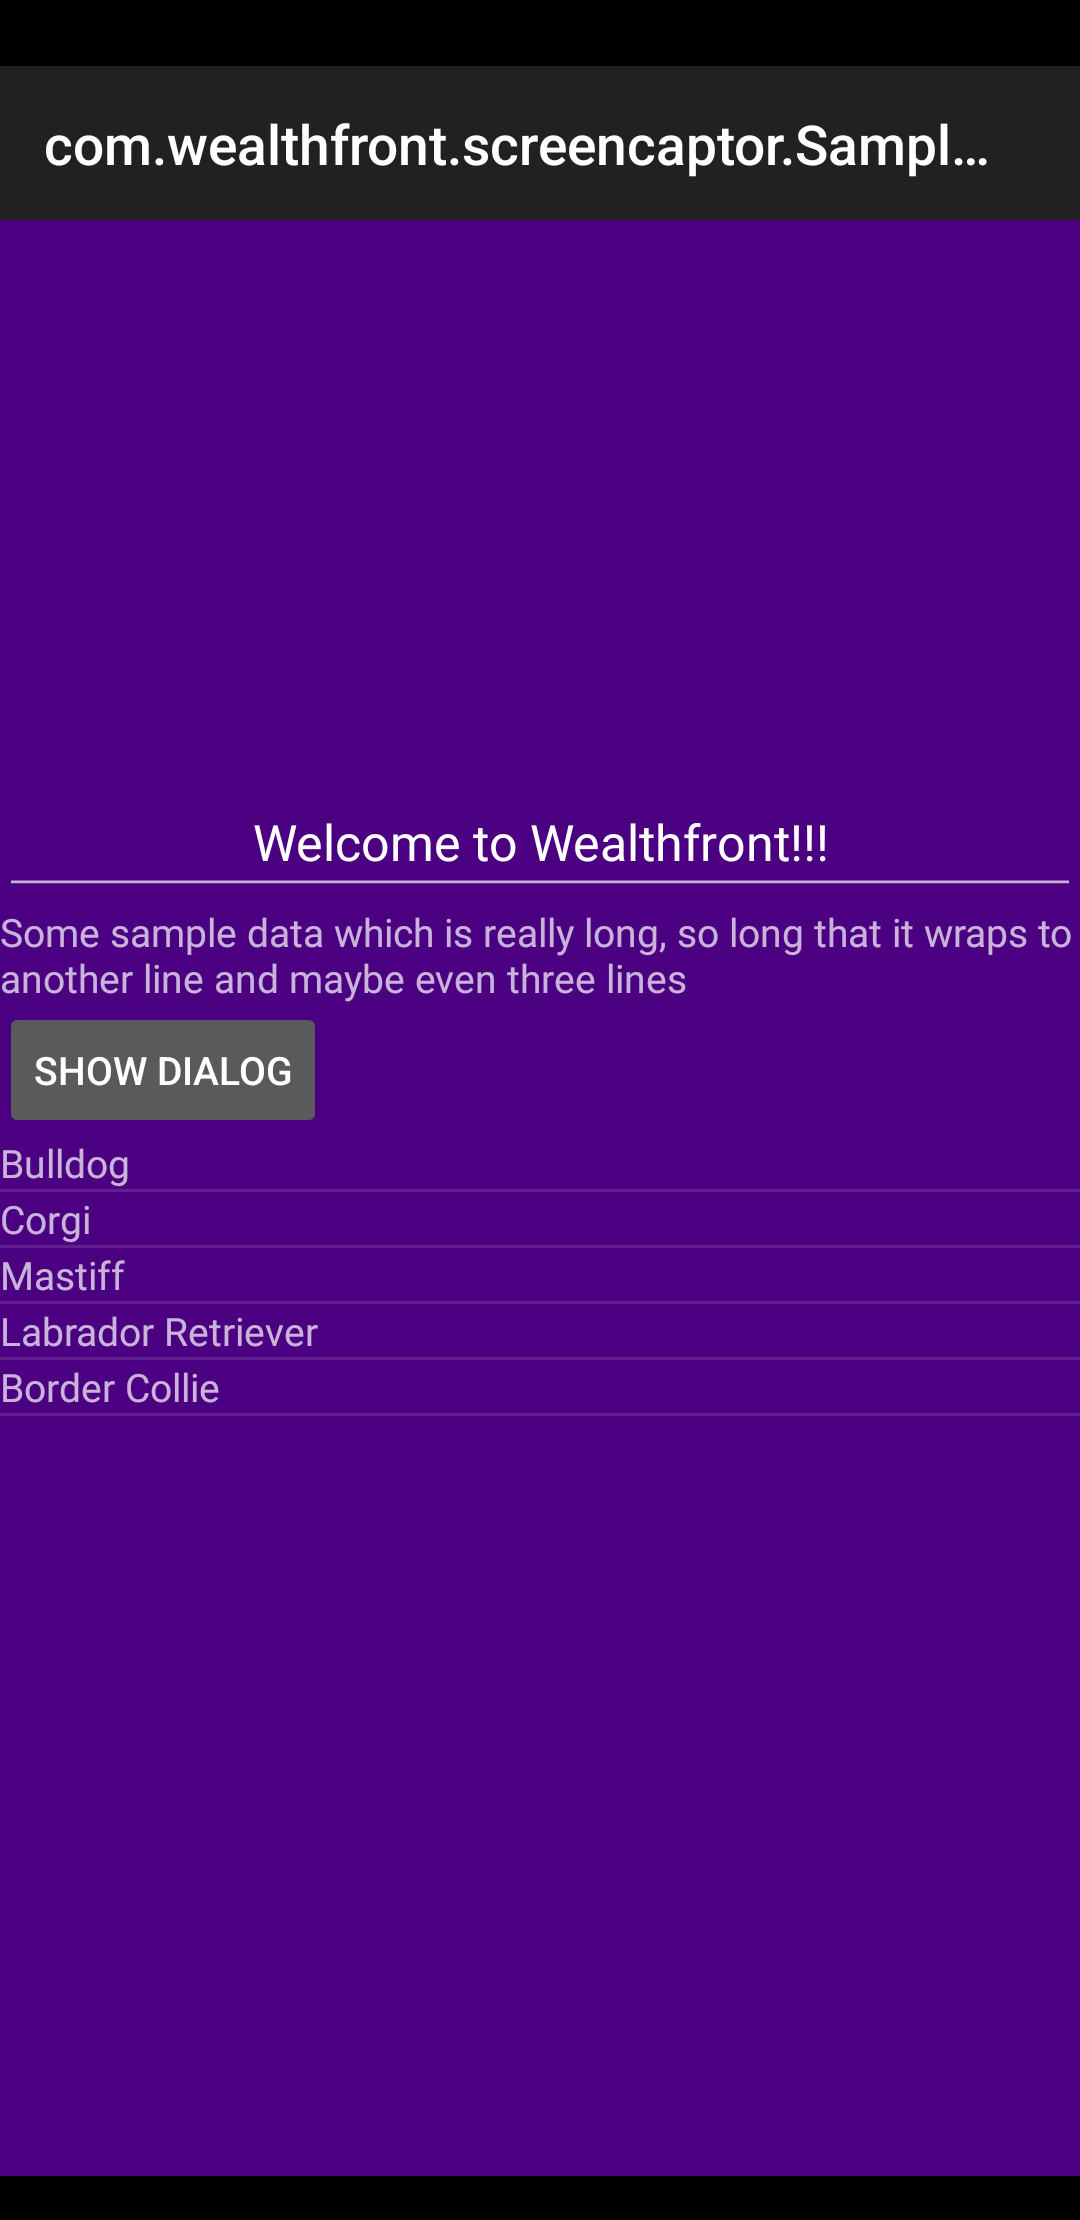 com.wealthfront.screencaptor.Sampl...
Welcome to Wealthfront!!!
Some sample data which is really long, so long that it wraps to
another line and maybe even three lines
SHOW DIALOG
Bulldog
Corgi
Mastiff
Labrador Retriever
Border Collie